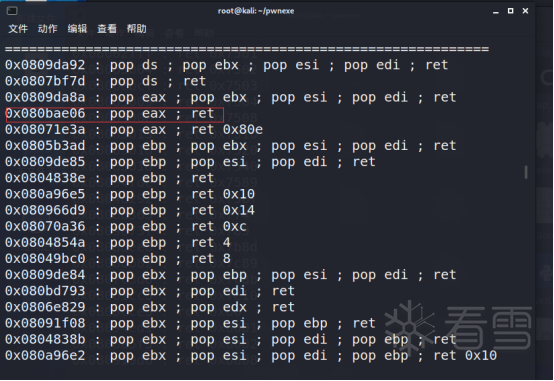 root@kali: ~/pwnexe
文件 动作 编辑 查看 帮助
============================================================
0x0809da92 : pop ds ; pop ebx ; pop esi ; pop edi ; ret
0x0807bf7d : pop ds ; ret
0x0809da8a : pop eax ; pop ebx ; pop esi ; pop edi ; ret
0x080bae06 : pop eax ; ret
0x08071e3a : pop eax ; ret 0x80e
0x0805b3ad : pop ebp ; pop ebx ; pop esi ; pop edi ; ret
0x0809de85 : pop ebp ; pop esi ; pop edi ; ret
0x0804838e : pop ebp ; ret
0x080a96e5 : pop ebp ; ret 0x10
0x080966d9 : pop ebp ; ret 0x14
0x08070a36 : pop ebp ; ret 0xc
0x0804854a : pop ebp ; ret 4
0x08049bc0 : pop ebp ; ret 8
0x0809de84 : pop ebx ; pop ebp ; pop esi ; pop edi ; ret
0x080bd793 : pop ebx ; pop edi ; ret
0x0806e829 : pop ebx ; pop edx ; ret
0x08091f08 : pop ebx ; pop esi ; pop ebp ; ret
0x0804838b : pop ebx ; pop esi ; pop edi ; pop ebp ; ret
0x080a96e2 : pop ebx ; pop esi ; pop edi ; pop ebp ; ret 0x10
看雪